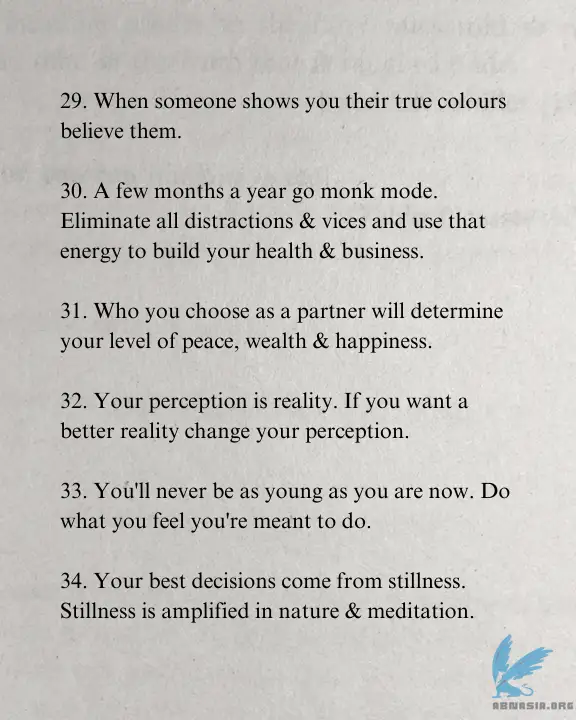 29. When someone shows you their true colours
believe them.
30. A few months a year go monk mode.
Eliminate all distractions & vices and use that
energy to build your health & business.
31. Who you choose as a partner will determine
your level of peace, wealth & happiness.
32. Your perception is reality. If you want a
better reality change your perception.
33. You'll never be as young as you are now. Do
what you feel you're meant to do.
34. Your best decisions come from stillness.
Stillness is amplified in nature & meditation.
ABNASIA.ORG